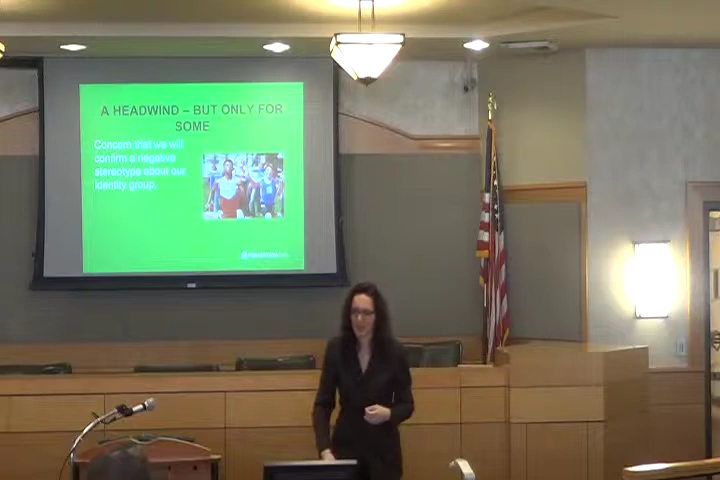 A HEADWIND – BUT ONLY FOR
SOME
Concern that we will
confirm a negative
stereotype about our
identity group.